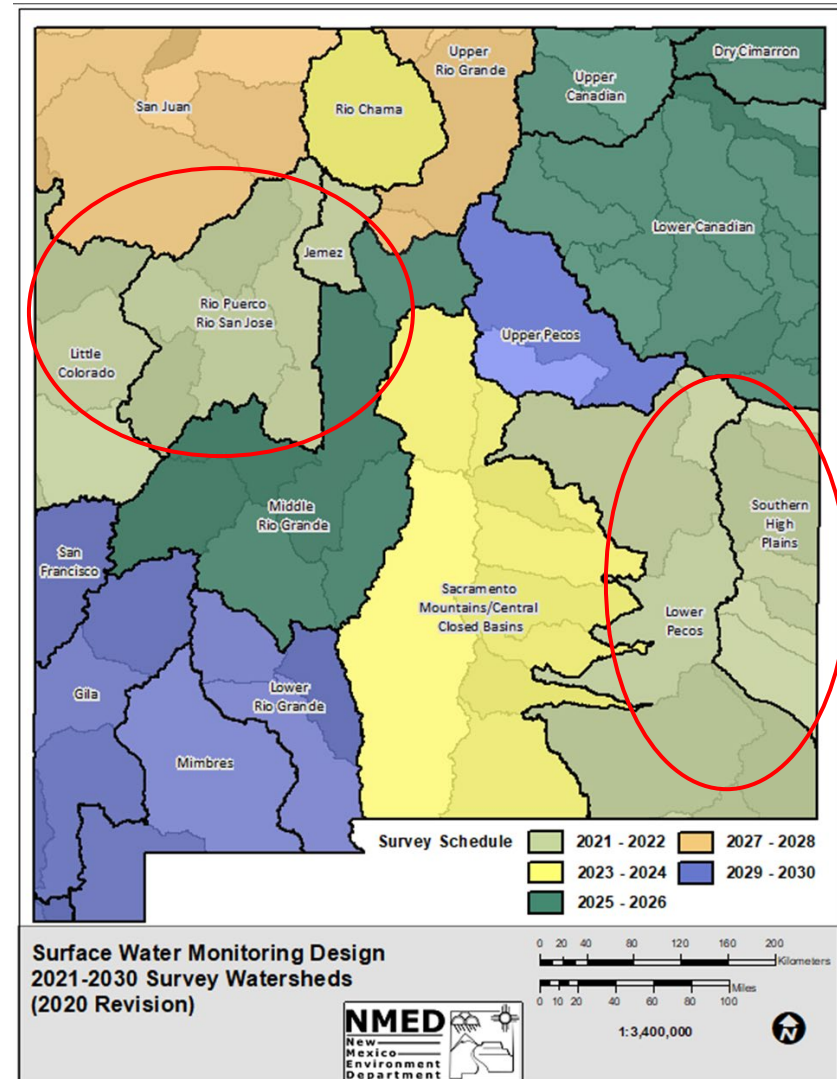 Upper
Rio Grande
Dry Cimarron
Upper
Canadian
San Juan
Rio Chama
Lower Canadian
Jemez
Rio Puerco
Rio San Jose
Upper Pecos
Little
Colorado
Middle
Rio Grande
Southern
High
Plains
San
Francisco
Sacramento
Mountains/Central
Closed Basins
Lower
Pecos
Gila
Lower
Rio Grande
Mimbres
Survey Schedule
2021 - 2022
2027 - 2028
2023 - 2024
2029 - 2030
2025 - 2026
Surface Water Monitoring Design
2021-2030 Survey Watersheds
(2020 Revision)
0 20 40 80 120 160 200
Kilometers
Miles
0 10 20 40 60 80 100
1:3,400,000
N
NMED
New
Mexico
Environment
Department